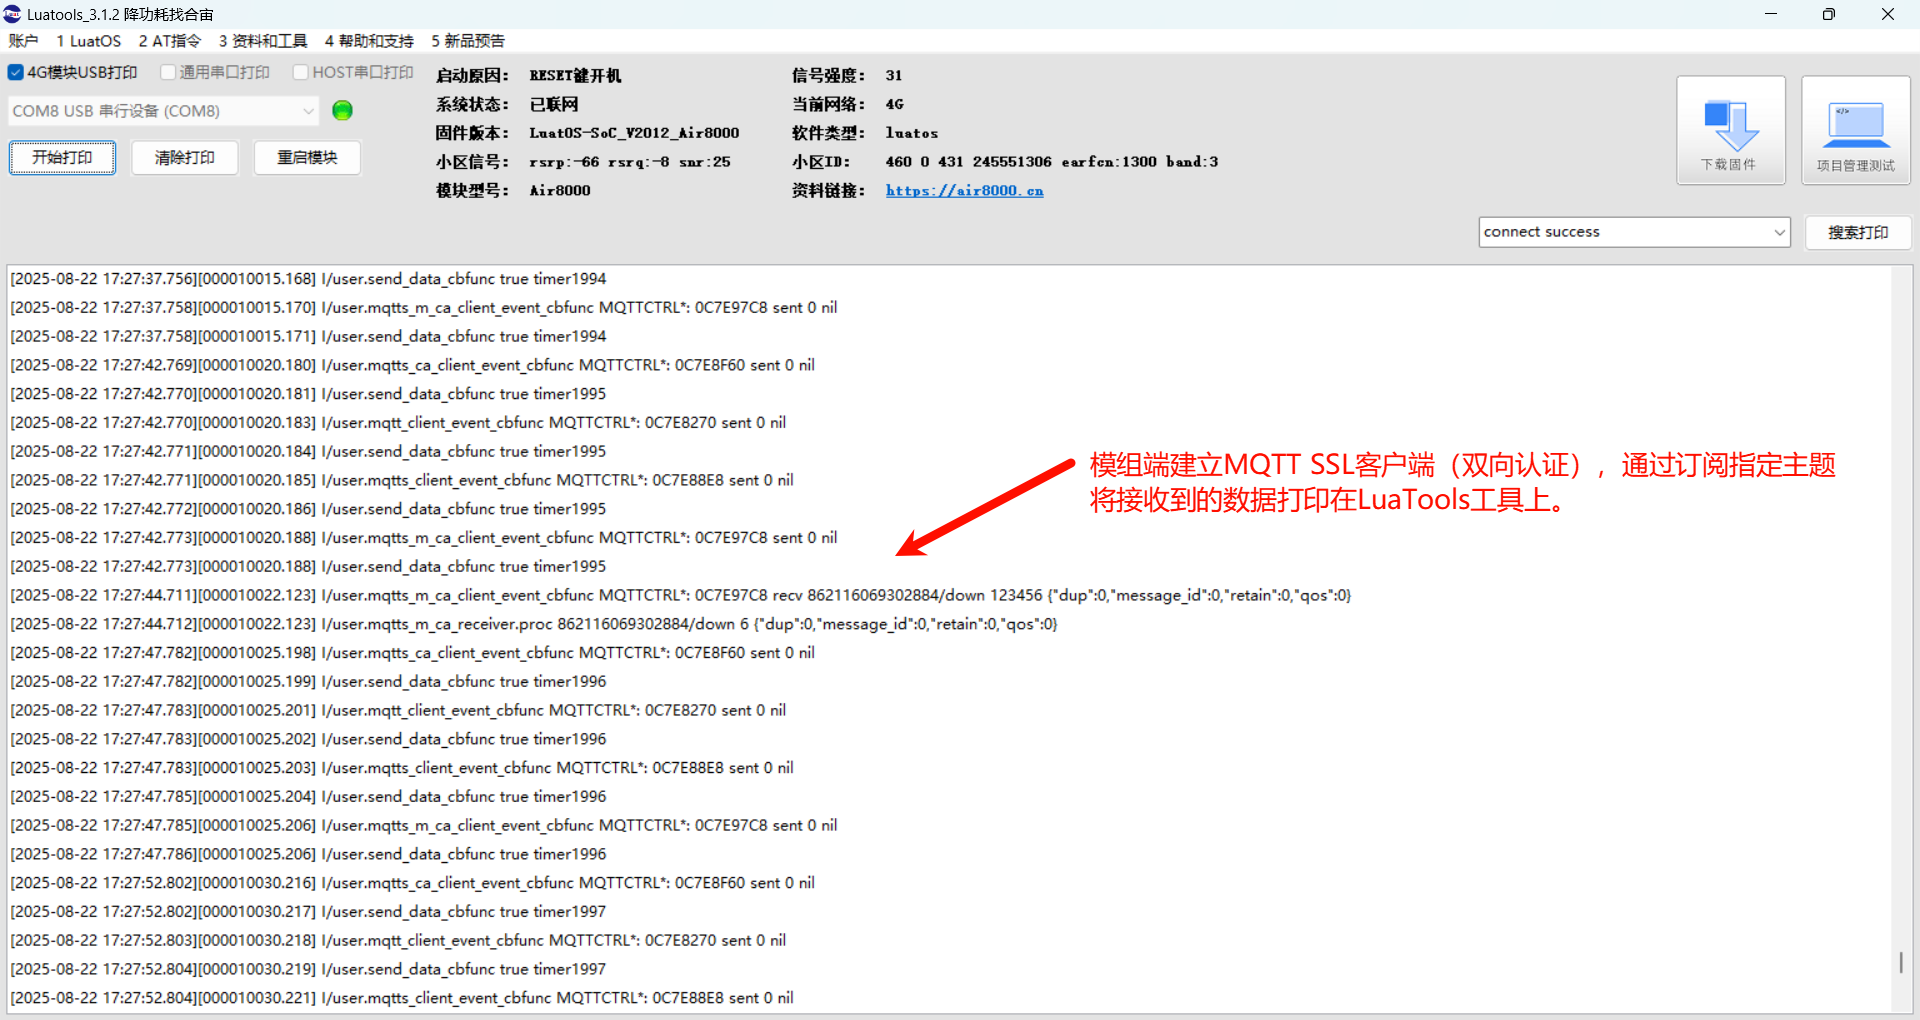 Luatools_3.1.2 降功耗找合宙
账户 1 LuatOS 2 AT指令 3 资料和工具 4 帮助和支持 5 新品预告
4G模块USB打印 通用串口打印 HOST串口打印
COM8 USB 串行设备 (COM8)
开始打印 清除打印 重启模块
启动原因： RESET键开机 信号强度： 31
系统状态： 已联网 当前网络： 4G
固件版本： LuatOS-SoC_V2012_Air8000 软件类型： luatos
小区信号： rsrp:-66 rsrq:-8 snr:25 小区ID： 460 0 431 245551306 earfcn:1300 band:3
模块型号： Air8000 资料链接： https://air8000.cn
下载固件 项目管理测试
connect success 搜索打印
[2025-08-22 17:27:37.756][000010015.168] I/user.send_data_cbfunc true timer1994
[2025-08-22 17:27:37.758][000010015.170] I/user.mqtts_m_ca_client_event_cbfunc MQTTCTRL*: 0C7E97C8 sent 0 nil
[2025-08-22 17:27:37.758][000010015.171] I/user.send_data_cbfunc true timer1994
[2025-08-22 17:27:42.769][000010020.180] I/user.mqtts_ca_client_event_cbfunc MQTTCTRL*: 0C7E8F60 sent 0 nil
[2025-08-22 17:27:42.770][000010020.181] I/user.send_data_cbfunc true timer1995
[2025-08-22 17:27:42.770][000010020.183] I/user.mqtt_client_event_cbfunc MQTTCTRL*: 0C7E8270 sent 0 nil
[2025-08-22 17:27:42.771][000010020.184] I/user.send_data_cbfunc true timer1995
[2025-08-22 17:27:42.771][000010020.185] I/user.mqtts_client_event_cbfunc MQTTCTRL*: 0C7E88E8 sent 0 nil
[2025-08-22 17:27:42.772][000010020.186] I/user.send_data_cbfunc true timer1995
[2025-08-22 17:27:42.773][000010020.188] I/user.mqtts_m_ca_client_event_cbfunc MQTTCTRL*: 0C7E97C8 sent 0 nil
[2025-08-22 17:27:42.773][000010020.188] I/user.send_data_cbfunc true timer1995
[2025-08-22 17:27:44.711][000010022.123] I/user.mqtts_m_ca_client_event_cbfunc MQTTCTRL*: 0C7E97C8 recv 862116069302884/down 123456 {"dup":0,"message_id":0,"retain":0,"qos":0}
[2025-08-22 17:27:44.712][000010022.123] I/user.mqtts_m_ca_receiver.proc 862116069302884/down 6 {"dup":0,"message_id":0,"retain":0,"qos":0}
[2025-08-22 17:27:47.782][000010025.198] I/user.mqtts_ca_client_event_cbfunc MQTTCTRL*: 0C7E8F60 sent 0 nil
[2025-08-22 17:27:47.782][000010025.199] I/user.send_data_cbfunc true timer1996
[2025-08-22 17:27:47.783][000010025.201] I/user.mqtt_client_event_cbfunc MQTTCTRL*: 0C7E8270 sent 0 nil
[2025-08-22 17:27:47.783][000010025.202] I/user.send_data_cbfunc true timer1996
[2025-08-22 17:27:47.783][000010025.203] I/user.mqtts_client_event_cbfunc MQTTCTRL*: 0C7E88E8 sent 0 nil
[2025-08-22 17:27:47.785][000010025.204] I/user.send_data_cbfunc true timer1996
[2025-08-22 17:27:47.785][000010025.206] I/user.mqtts_m_ca_client_event_cbfunc MQTTCTRL*: 0C7E97C8 sent 0 nil
[2025-08-22 17:27:47.786][000010025.206] I/user.send_data_cbfunc true timer1996
[2025-08-22 17:27:52.802][000010030.216] I/user.mqtts_ca_client_event_cbfunc MQTTCTRL*: 0C7E8F60 sent 0 nil
[2025-08-22 17:27:52.802][000010030.217] I/user.send_data_cbfunc true timer1997
[2025-08-22 17:27:52.803][000010030.218] I/user.mqtt_client_event_cbfunc MQTTCTRL*: 0C7E8270 sent 0 nil
[2025-08-22 17:27:52.804][000010030.219] I/user.send_data_cbfunc true timer1997
[2025-08-22 17:27:52.804][000010030.221] I/user.mqtts_client_event_cbfunc MQTTCTRL*: 0C7E88E8 sent 0 nil
模组端建立MQTT SSL客户端（双向认证），通过订阅指定主题
将接收到的数据打印在LuaTools工具上。